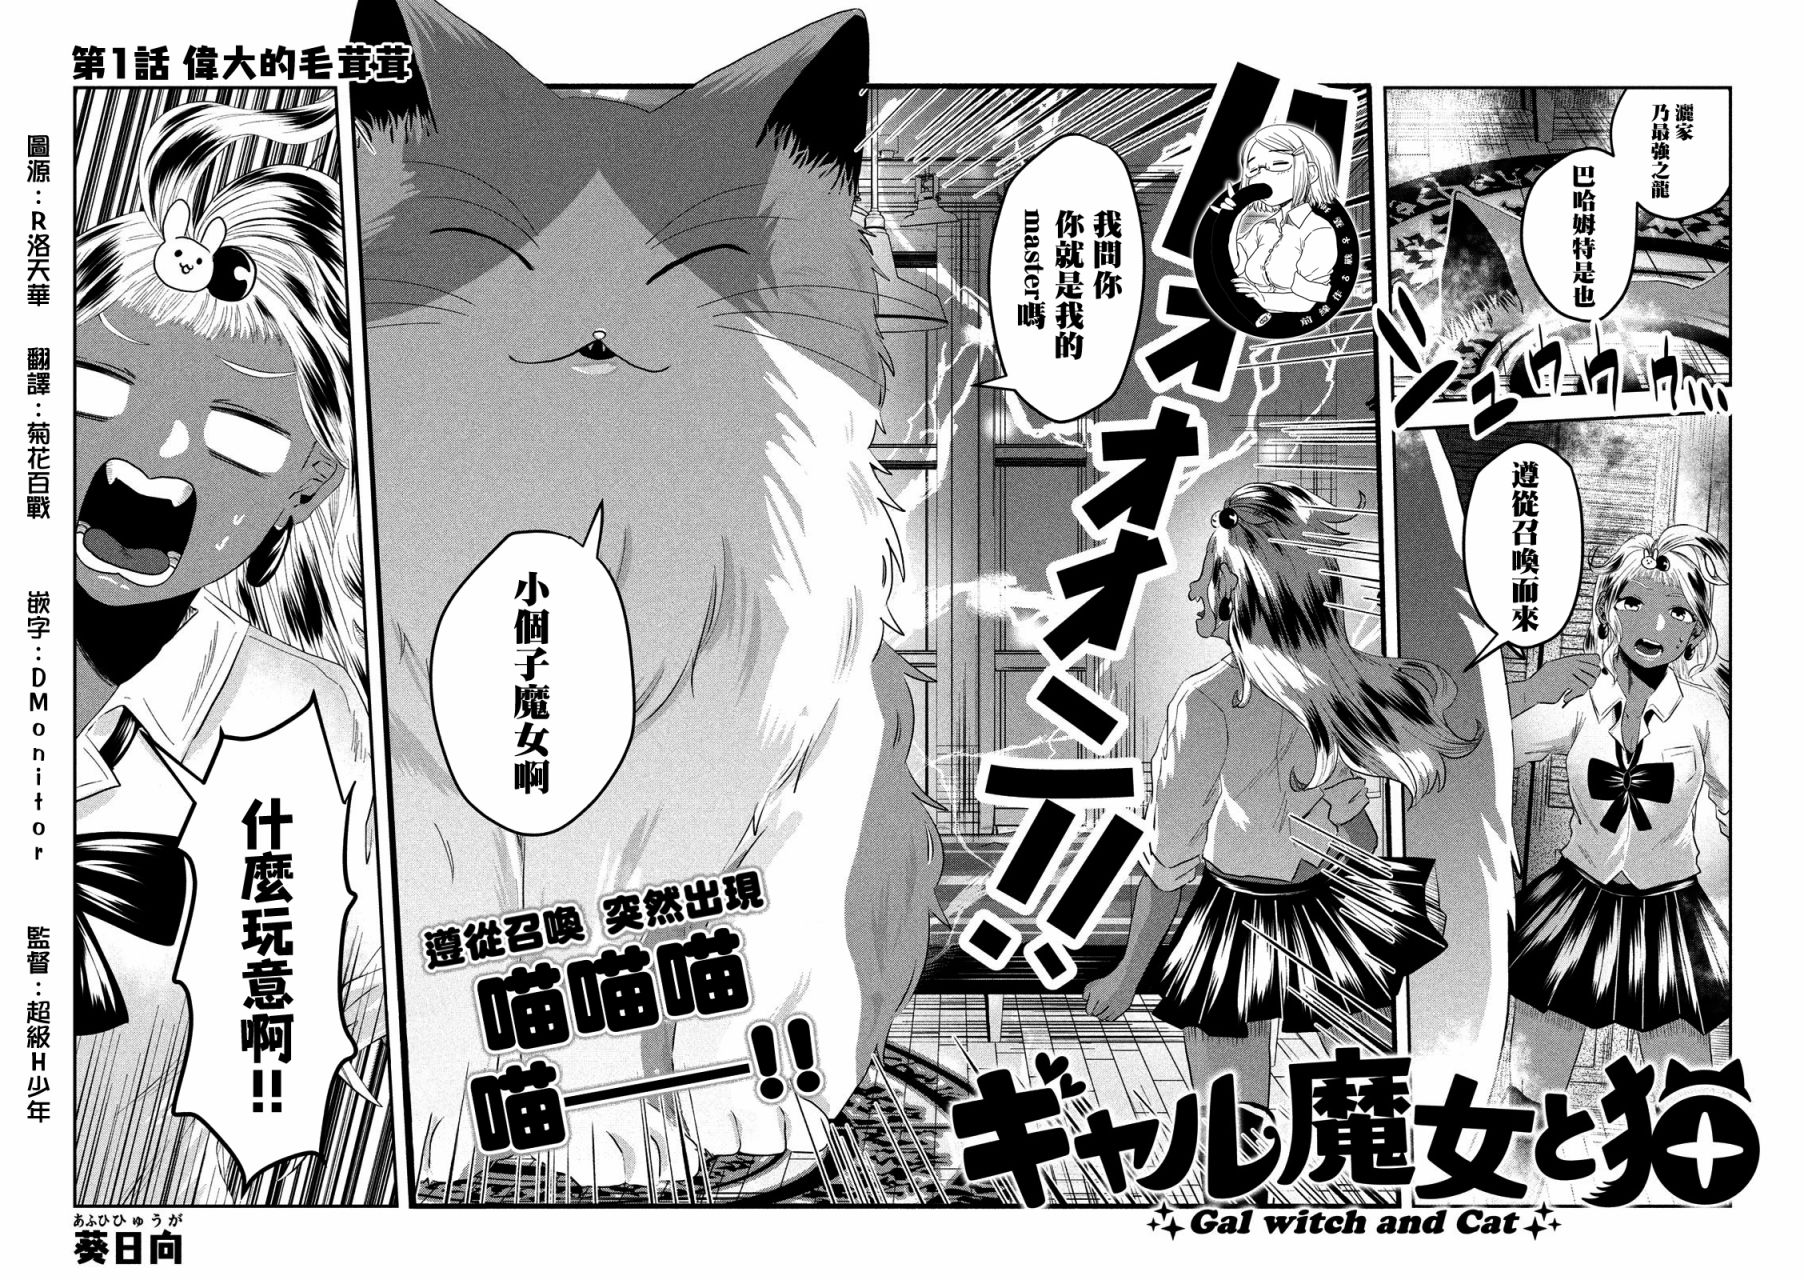 第1話 偉大的毛茸茸
灑家
乃最強之龍
巴哈姆特是也
ジュワワワ…
遵從召喚而來
オオオオン!!
我問你
你就是我的
master嗎
小個子魔女啊
遵從召喚 突然出現
喵喵喵
喵——!!
什麼玩意啊!!
ギャル魔女と猫
Gal witch and Cat
あふひひゅうが
葵日向
圖源:R洛天華 翻譯:菊花百戰 嵌字:DMonitor 監督:超級H少年